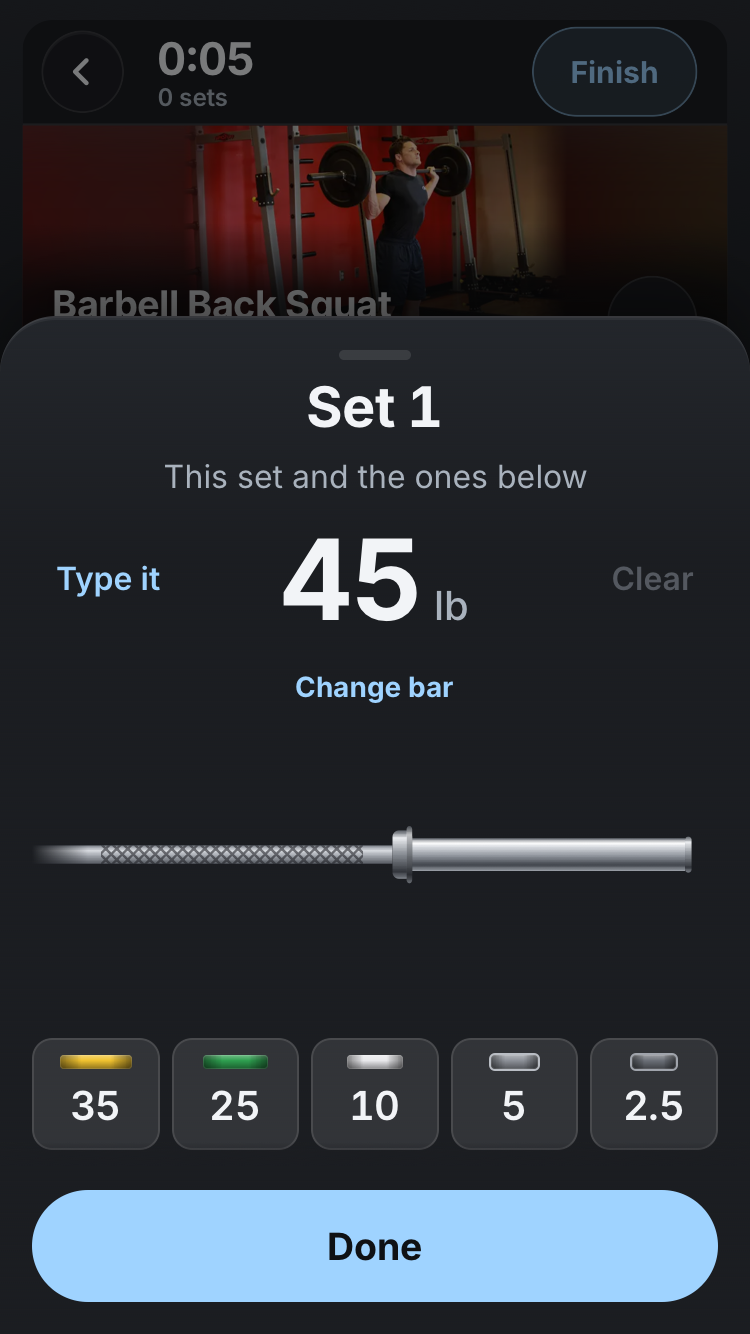 0:05
0 sets
Finish
Barbell Back Squat
Set 1
This set and the ones below
Type it
45 lb
Clear
Change bar
35
25
10
5
2.5
Done